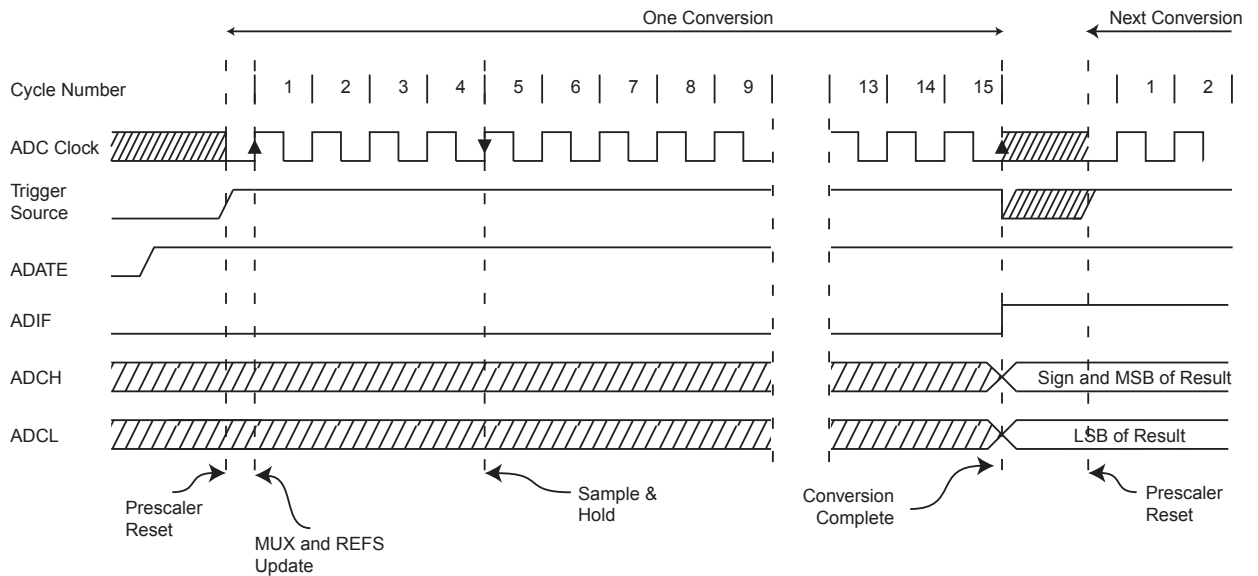 One Conversion
Next Conversion
Cycle Number
1 2 3 4 5 6 7 8 9 13 14 15 1 2
ADC Clock
Trigger
Source
ADATE
ADIF
ADCH
Sign and MSB of Result
ADCL
LSB of Result
Prescaler
Reset
MUX and REFS
Update
Sample &
Hold
Conversion
Complete
Prescaler
Reset